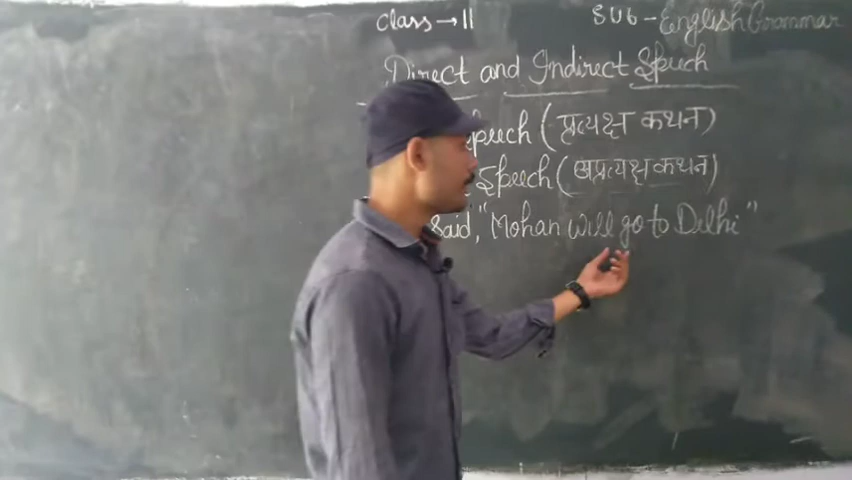 Class → 11 SUB - English Grammar
Direct and Indirect Speech
Speech (प्रत्यक्ष कथन)
Speech (अप्रत्यक्ष कथन)
Said, "Mohan will go to Delhi"